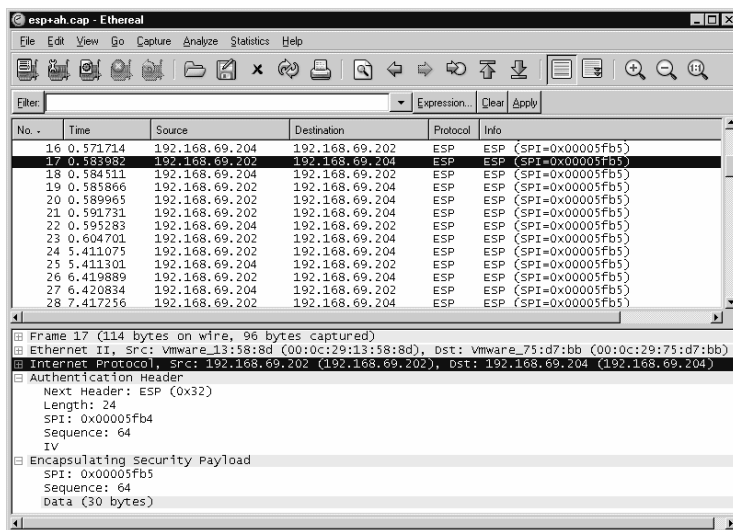 esp+ah.cap - Ethereal
File Edit View Go Capture Analyze Statistics Help
Filter: Expression... Clear Apply
No. Time Source Destination Protocol Info
16 0.571714 192.168.69.204 192.168.69.202 ESP ESP (SPI=0x00005fb5)
17 0.583982 192.168.69.202 192.168.69.204 ESP ESP (SPI=0x00005fb5)
18 0.584511 192.168.69.202 192.168.69.204 ESP ESP (SPI=0x00005fb5)
19 0.585866 192.168.69.202 192.168.69.204 ESP ESP (SPI=0x00005fb5)
20 0.589965 192.168.69.202 192.168.69.204 ESP ESP (SPI=0x00005fb5)
21 0.591731 192.168.69.202 192.168.69.204 ESP ESP (SPI=0x00005fb5)
22 0.595283 192.168.69.202 192.168.69.204 ESP ESP (SPI=0x00005fb5)
23 0.604701 192.168.69.202 192.168.69.204 ESP ESP (SPI=0x00005fb5)
24 5.411075 192.168.69.202 192.168.69.204 ESP ESP (SPI=0x00005fb5)
25 5.411301 192.168.69.202 192.168.69.204 ESP ESP (SPI=0x00005fb5)
26 6.419889 192.168.69.202 192.168.69.204 ESP ESP (SPI=0x00005fb5)
27 6.420834 192.168.69.202 192.168.69.204 ESP ESP (SPI=0x00005fb5)
28 7.417256 192.168.69.202 192.168.69.204 ESP ESP (SPI=0x00005fb5)
Frame 17 (114 bytes on wire, 96 bytes captured)
Ethernet II, Src: Vmware_13:58:8d (00:0c:29:13:58:8d), Dst: Vmware_75:d7:bb (00:0c:29:75:d7:bb)
Internet Protocol, Src: 192.168.69.202 (192.168.69.202), Dst: 192.168.69.204 (192.168.69.204)
Authentication Header
Next Header: ESP (0x32)
Length: 24
SPI: 0x00005fb4
Sequence: 64
IV
Encapsulating Security Payload
SPI: 0x00005fb5
Sequence: 64
Data (30 bytes)